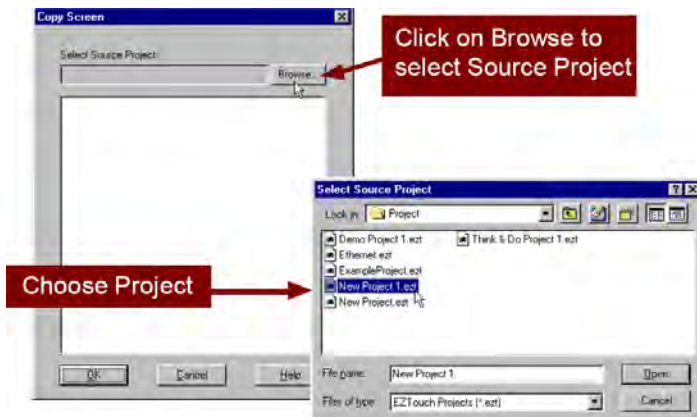 Copy Screen
Click on Browse to
select Source Project
Select Source Project:
Browse...
Select Source Project
Look in: Project
Demo Project 1.ezt
Think & Do Project 1.ezt
Ethernet.ezt
ExampleProject.ezt
New Project 1.ezt
New Project.ezt
Choose Project
OK
Cancel
Help
File name:
New Project 1
Open
Files of type:
EZTouch Projects (*.ezt)
Cancel